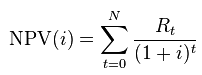 NPV(i) = \sum_{t=0}^{N} \frac{R_t}{(1+i)^t}